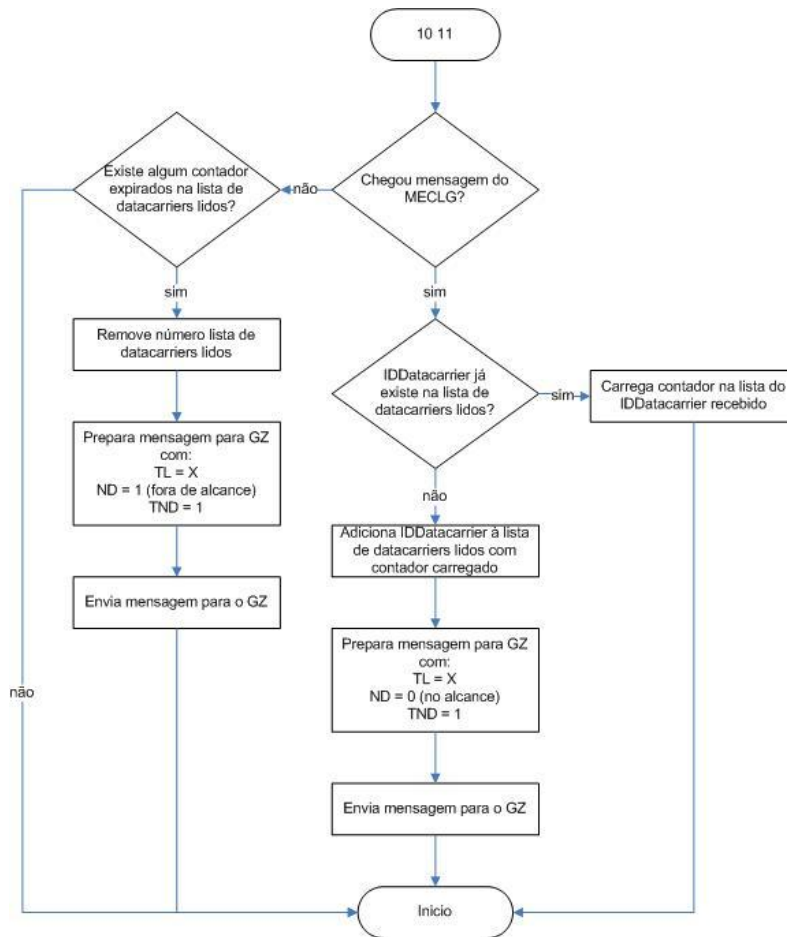 10 11
Existe algum contador
expirados na lista de
datacarriers lidos?
não
Chegou mensagem do
MECLG?
sim
sim
Remove número lista de
datacarriers lidos
IDDatacarrier já
existe na lista de
datacarriers lidos?
sim
Carrega contador na lista do
IDDatacarrier recebido
Prepara mensagem para GZ
com:
TL = X
ND = 1 (fora de alcance)
TND = 1
não
Adiciona IDDatacarrier à lista
de datacarriers lidos com
contador carregado
Envia mensagem para o GZ
Prepara mensagem para GZ
com:
TL = X
ND = 0 (no alcance)
TND = 1
não
Envia mensagem para o GZ
Inicio